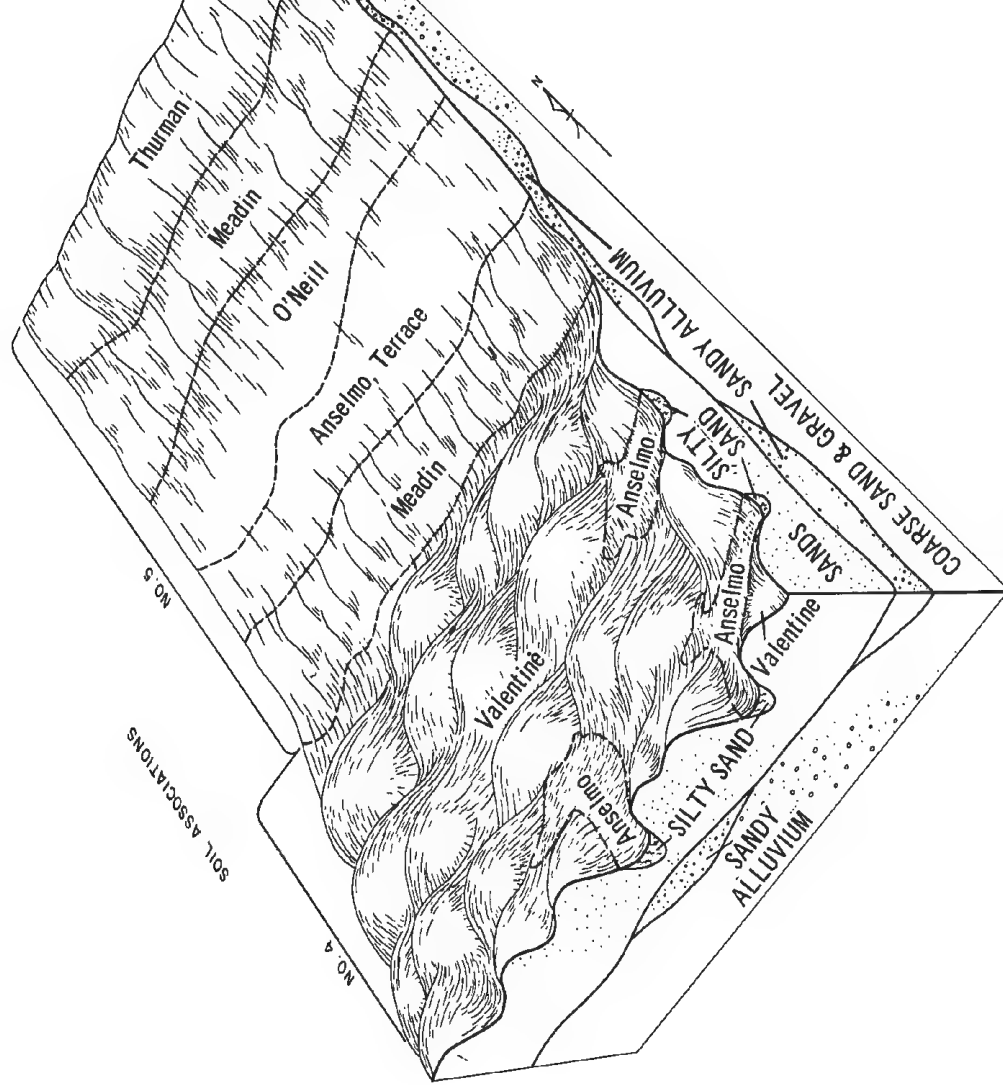 N
Thurman
Meadin
O'Neill
Anselmo Terrace
Meadin
NO. 5
SOIL ASSOCIATIONS
NO. 4
Valentine
Anselmo
Anselmo
Anselmo
Valentine
SILTY
SAND
SANDS
SANDY ALLUVIUM
COARSE SAND & GRAVEL
SILTY SAND
SANDY
ALLUVIUM